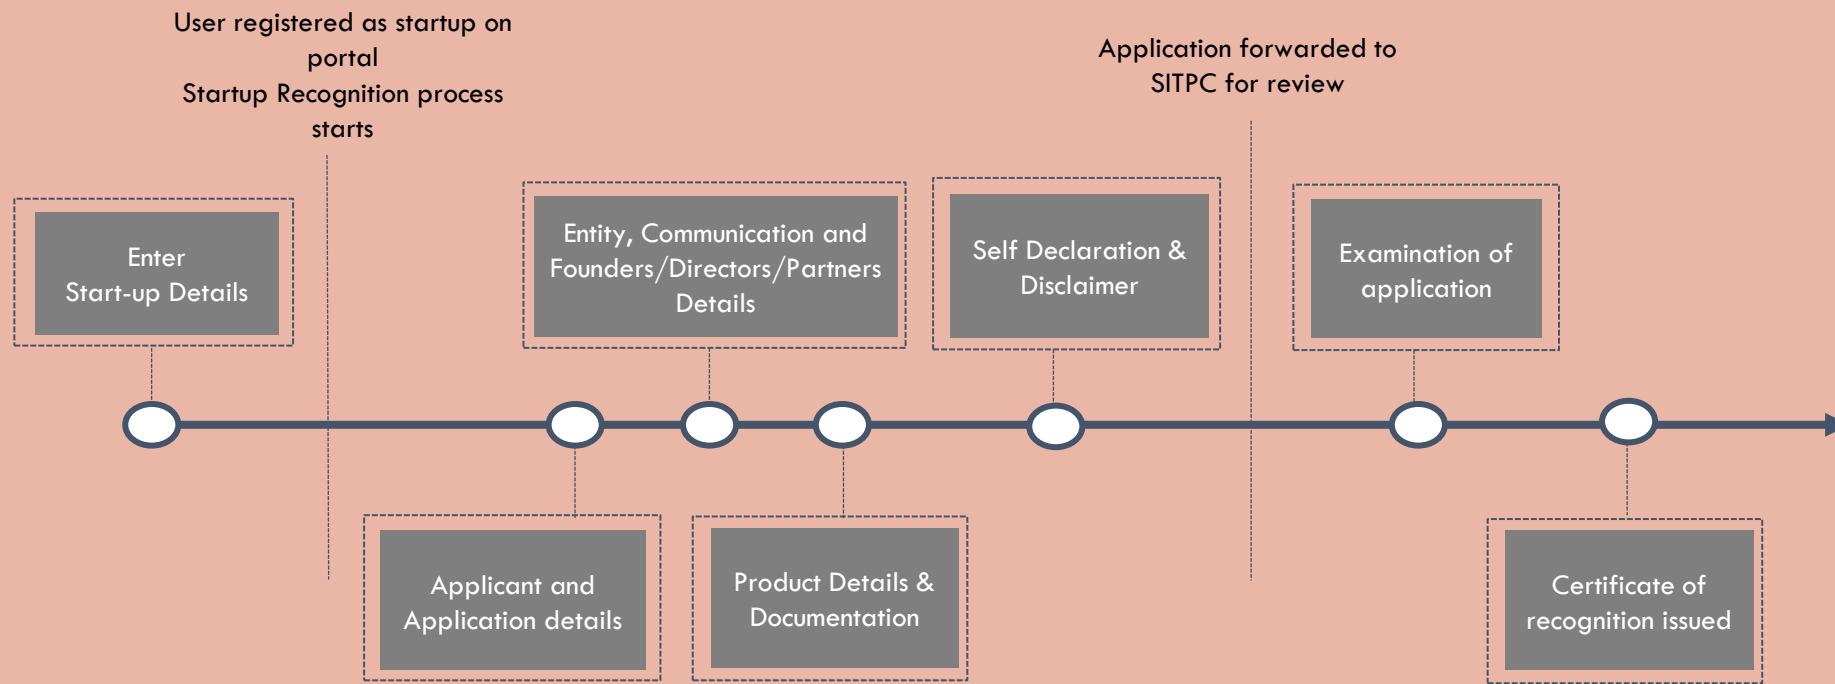 User registered as startup on
portal
Startup Recognition process
starts
Application forwarded to
SITPC for review
Enter
Start-up Details
Entity, Communication and
Founders/Directors/Partners
Details
Self Declaration &
Disclaimer
Examination of
application
Applicant and
Application details
Product Details &
Documentation
Certificate of
recognition issued